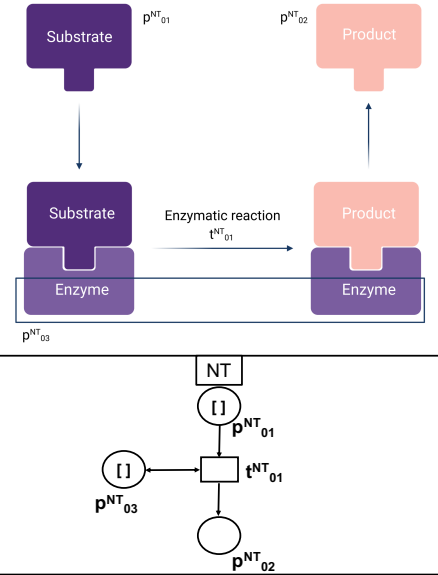 Substrate
p^NT_01
p^NT_02
Product
Substrate
Enzymatic reaction
t^NT_01
Product
Enzyme
Enzyme
p^NT_03
NT
[ ]
p^NT_01
[ ]
t^NT_01
p^NT_03
p^NT_02